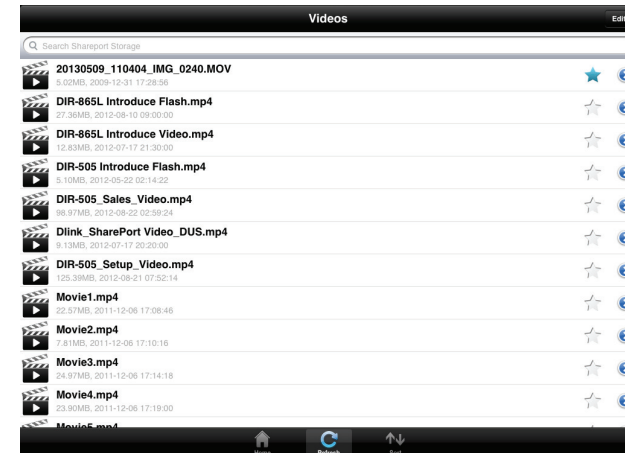 Videos
Edit
Search Shareport Storage
20130509_110404_IMG_0240.MOV
5.02MB, 2009-12-31 17:28:56
DIR-865L Introduce Flash.mp4
27.36MB, 2012-08-10 09:00:00
DIR-865L Introduce Video.mp4
12.83MB, 2012-07-17 21:30:00
DIR-505 Introduce Flash.mp4
5.10MB, 2012-05-22 02:14:22
DIR-505_Sales_Video.mp4
98.97MB, 2012-08-22 02:59:24
Dlink_SharePort Video_DUS.mp4
9.13MB, 2012-07-17 20:20:00
DIR-505_Setup_Video.mp4
125.39MB, 2012-08-21 07:52:14
Movie1.mp4
22.57MB, 2011-12-06 17:08:46
Movie2.mp4
7.81MB, 2011-12-06 17:10:16
Movie3.mp4
24.97MB, 2011-12-06 17:14:18
Movie4.mp4
23.90MB, 2011-12-06 17:19:00
Movie5.mp4
Home
Refresh
Sort